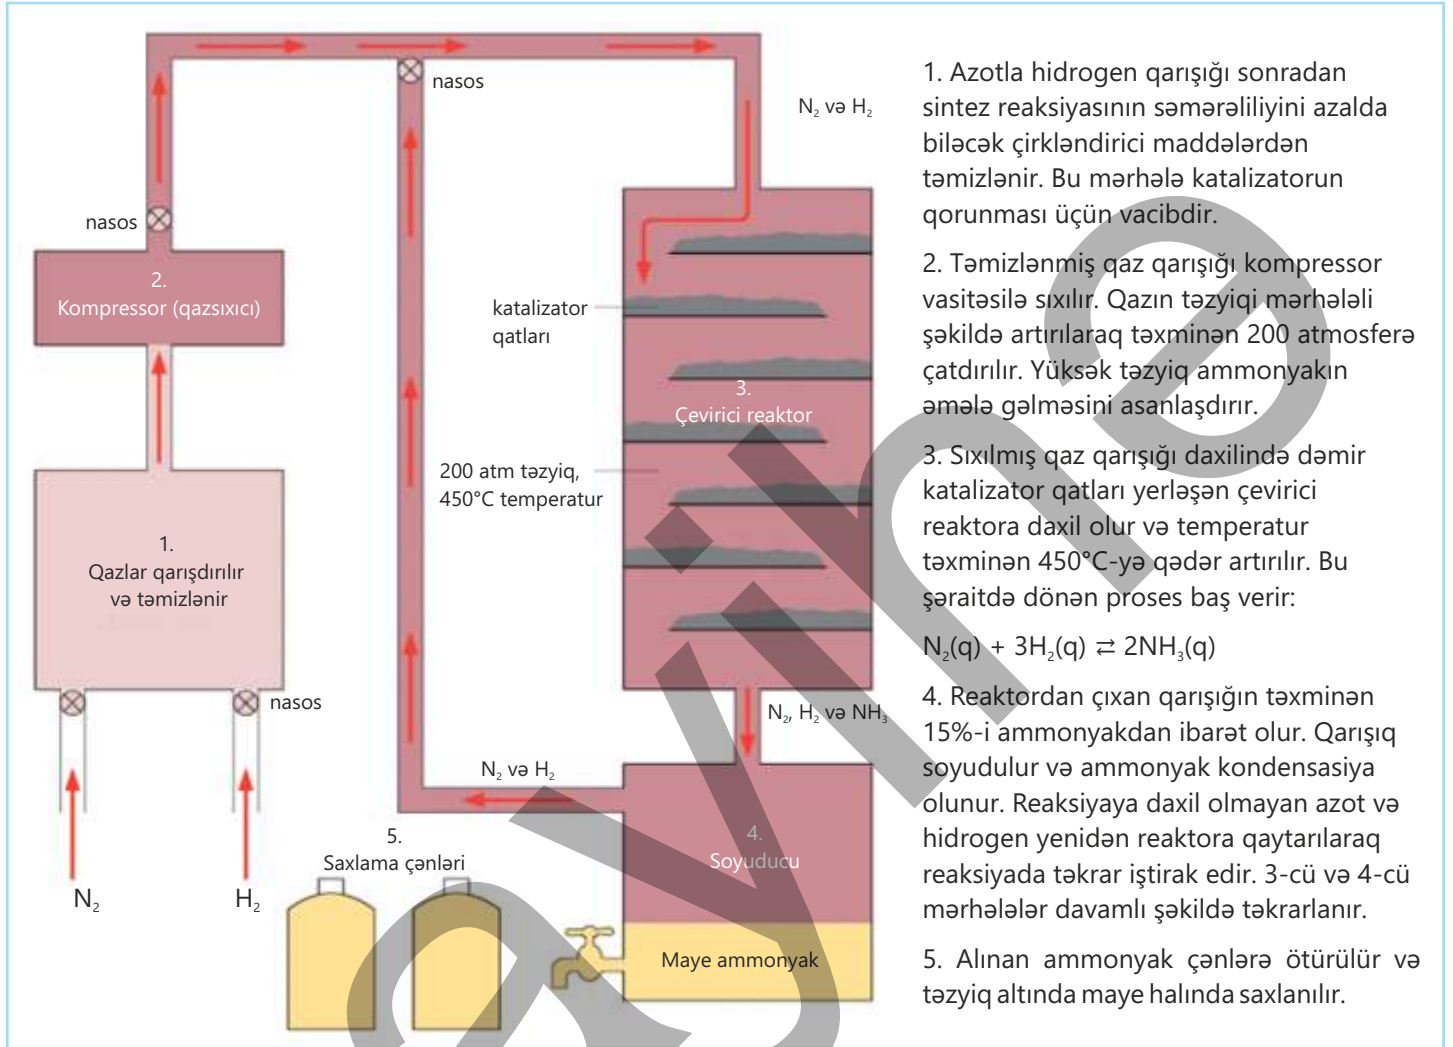 nasos
N₂ və H₂
nasos
2.
Kompressor (qazsıxıcı)
katalizator
qatları
3.
Çevirici reaktor
200 atm təzyiq,
450°C temperatur
1.
Qazlar qarışdırılır
və təmizlənir
nasos
N₂, H₂ və NH₃
N₂ və H₂
5.
Saxlama çənləri
4.
Soyuducu
N₂
H₂
Maye ammonyak
1. Azotla hidrogen qarışığı sonradan
sintez reaksiyasının səmərəliliyini azalda
biləcək çirkləndirici maddələrdən
təmizlənir. Bu mərhələ katalizatorun
qorunması üçün vacibdir.
2. Təmizlənmiş qaz qarışığı kompressor
vasitəsilə sıxılır. Qazın təzyiqi mərhələli
şəkildə artırılaraq təxminən 200 atmosferə
çatdırılır. Yüksək təzyiq ammonyakın
əmələ gəlməsini asanlaşdırır.
3. Sıxılmış qaz qarışığı daxilində dəmir
katalizator qatları yerləşən çevirici
reaktora daxil olur və temperatur
təxminən 450°C-yə qədər artırılır. Bu
şəraitdə dönən proses baş verir:
N₂(q) + 3H₂(q) ⇄ 2NH₃(q)
4. Reaktordan çıxan qarışığın təxminən
15%-i ammonyakdan ibarət olur. Qarışıq
soyudulur və ammonyak kondensasiya
olunur. Reaksiyaya daxil olmayan azot və
hidrogen yenidən reaktora qaytarılaraq
reaksiyada təkrar iştirak edir. 3-cü və 4-cü
mərhələlər davamlı şəkildə təkrarlanır.
5. Alınan ammonyak çənlərə ötürülür və
təzyiq altında maye halında saxlanılır.